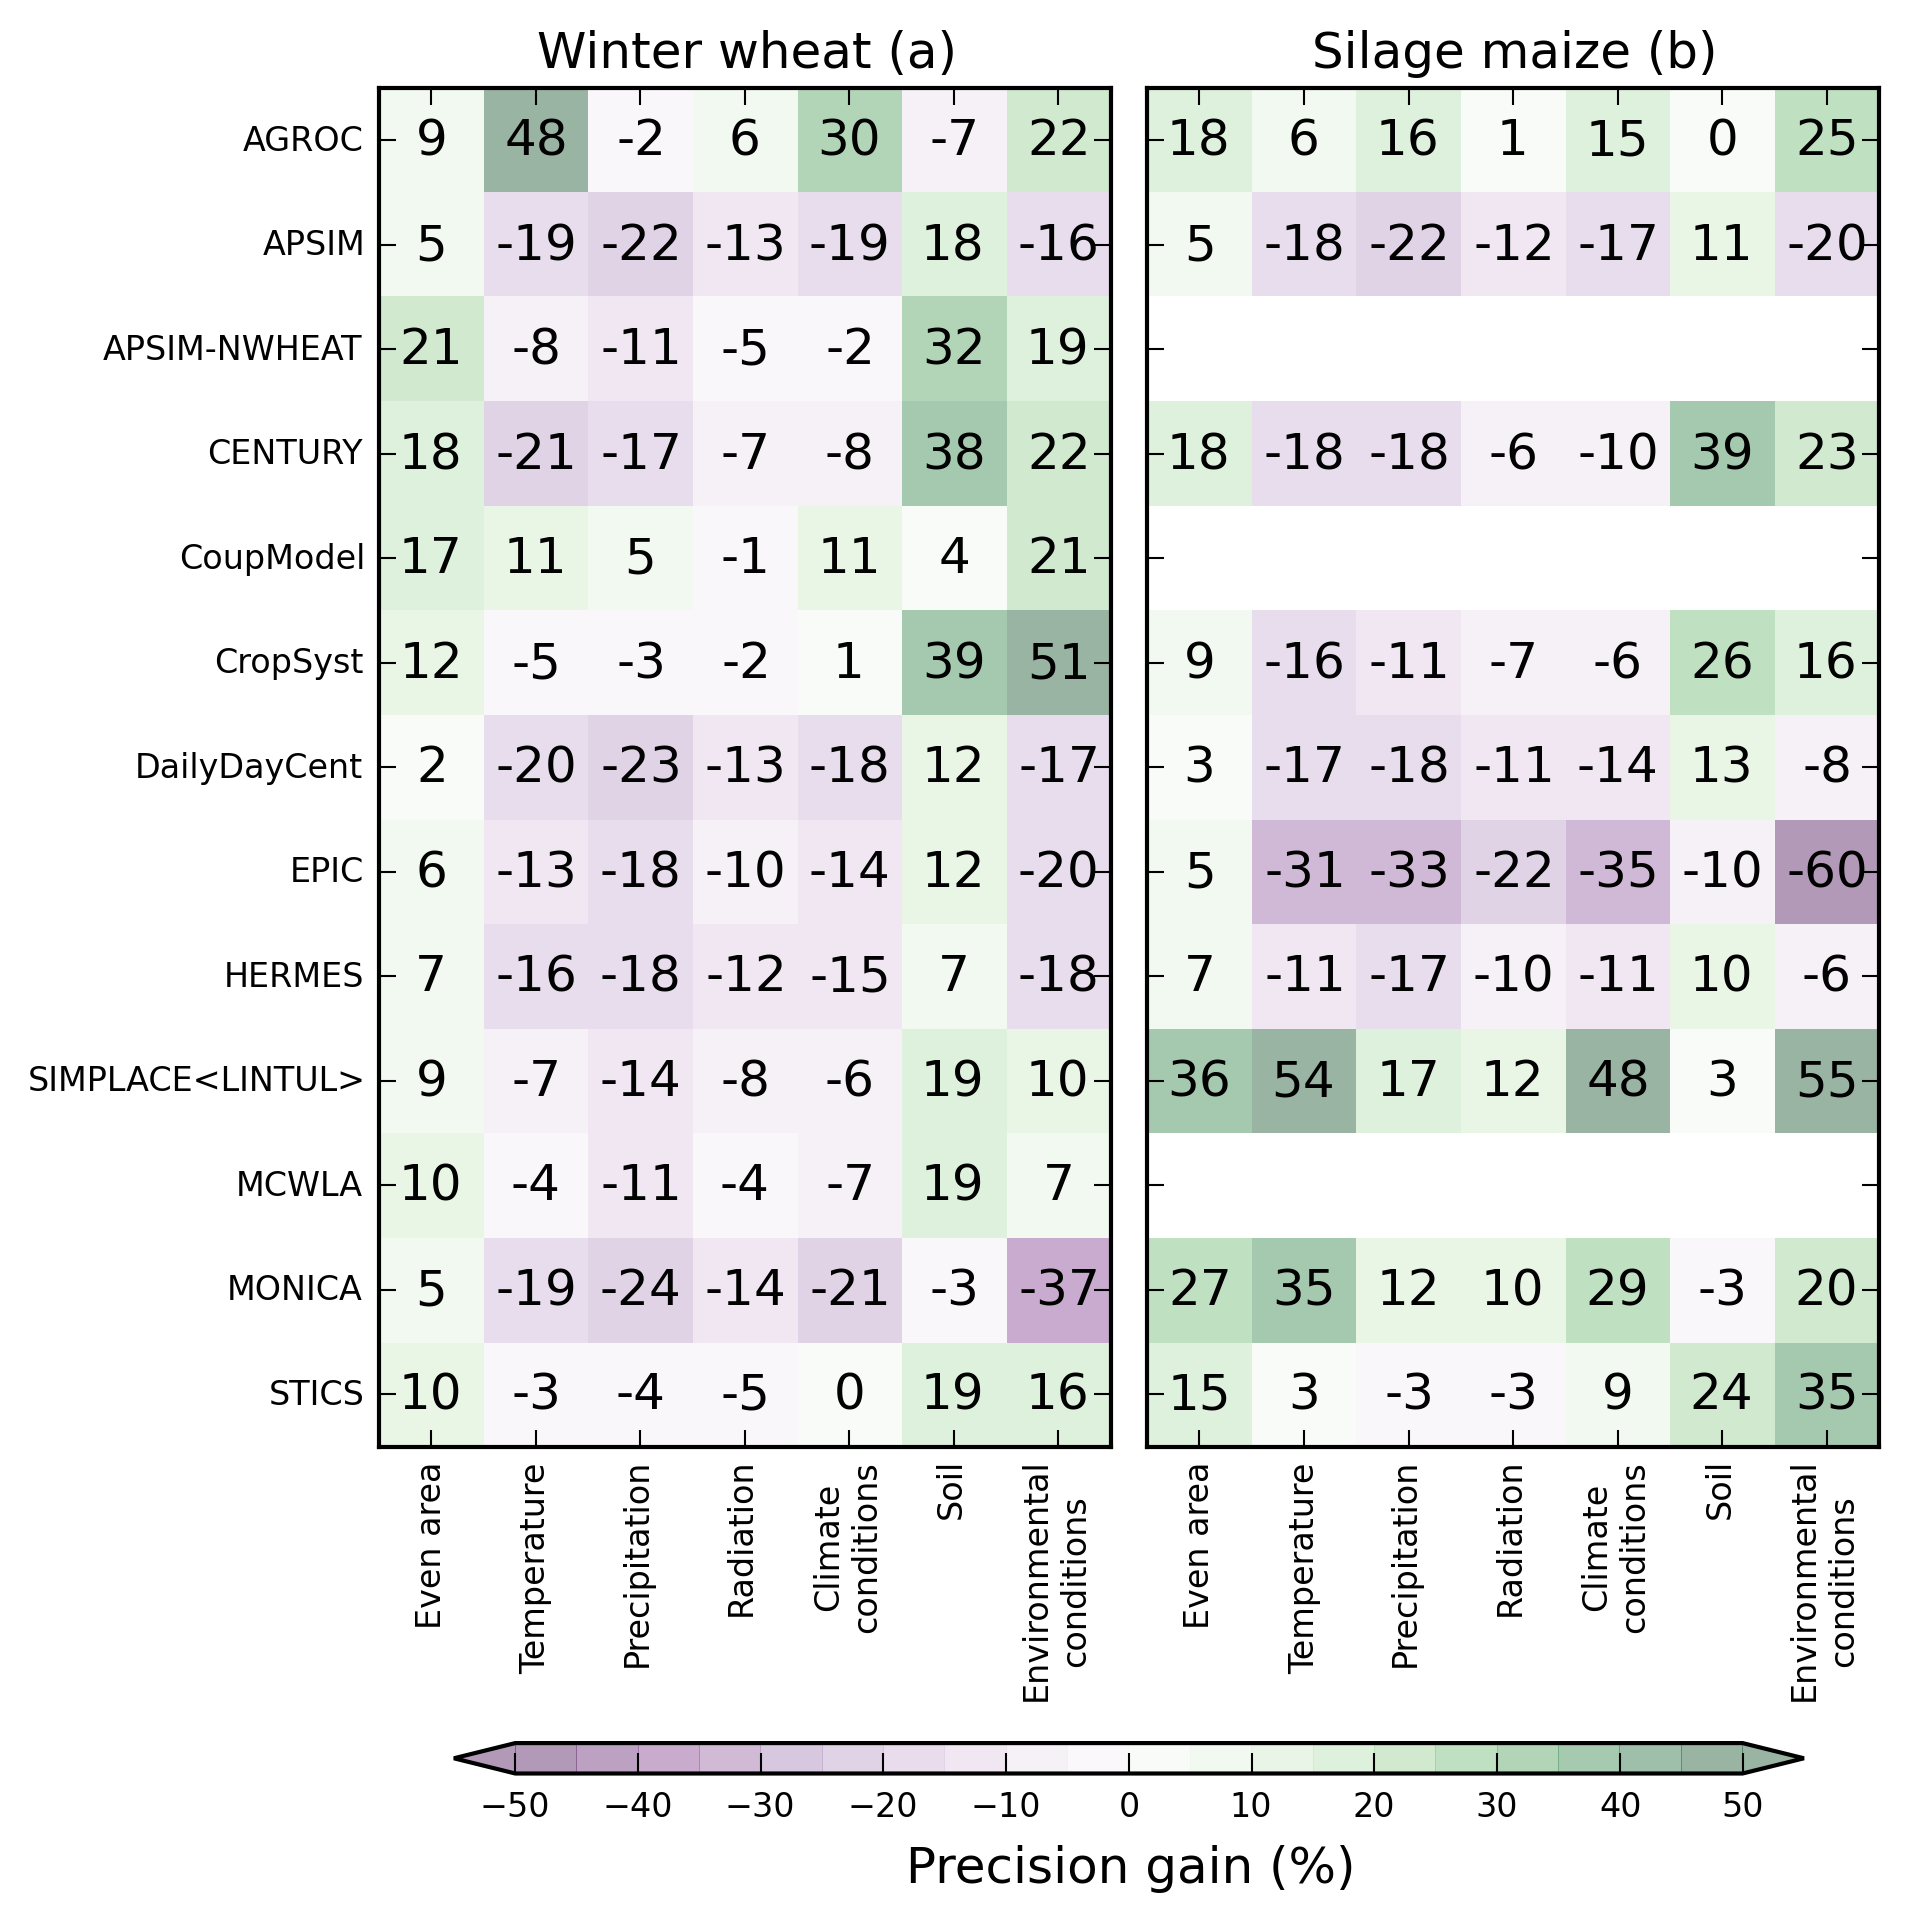 Winter wheat (a) Silage maize (b)
AGROC 9 48 -2 6 30 -7 22 18 6 16 1 15 0 25
APSIM 5 -19 -22 -13 -19 18 -16 5 -18 -22 -12 -17 11 -20
APSIM-NWHEAT 21 -8 -11 -5 -2 32 19
CENTURY 18 -21 -17 -7 -8 38 22 18 -18 -18 -6 -10 39 23
CoupModel 17 11 5 -1 11 4 21
CropSyst 12 -5 -3 -2 1 39 51 9 -16 -11 -7 -6 26 16
DailyDayCent 2 -20 -23 -13 -18 12 -17 3 -17 -18 -11 -14 13 -8
EPIC 6 -13 -18 -10 -14 12 -20 5 -31 -33 -22 -35 -10 -60
HERMES 7 -16 -18 -12 -15 7 -18 7 -11 -17 -10 -11 10 -6
SIMPLACE<LINTUL> 9 -7 -14 -8 -6 19 10 36 54 17 12 48 3 55
MCWLA 10 -4 -11 -4 -7 19 7
MONICA 5 -19 -24 -14 -21 -3 -37 27 35 12 10 29 -3 20
STICS 10 -3 -4 -5 0 19 16 15 3 -3 -3 9 24 35
Even area
Temperature
Precipitation
Radiation
Climate
conditions
Soil
Environmental
conditions
Even area
Temperature
Precipitation
Radiation
Climate
conditions
Soil
Environmental
conditions
−50 −40 −30 −20 −10 0 10 20 30 40 50
Precision gain (%)